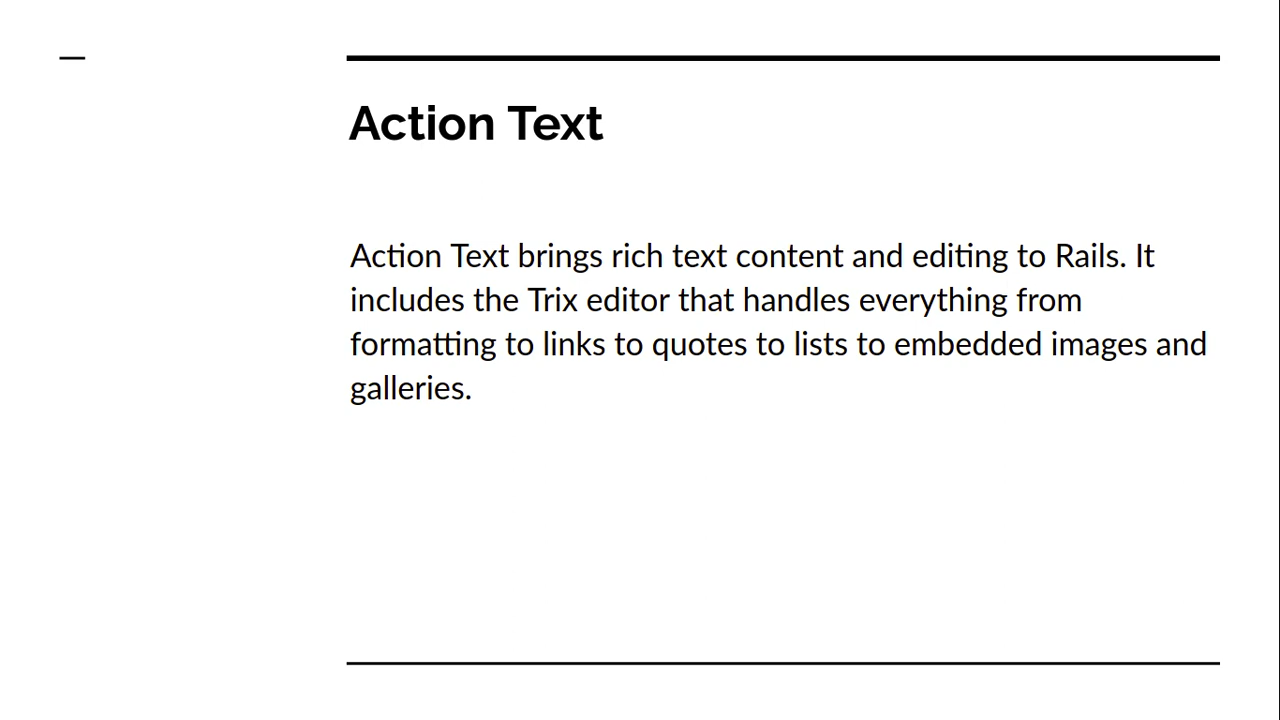 Action Text
Action Text brings rich text content and editing to Rails. It
includes the Trix editor that handles everything from
formatting to links to quotes to lists to embedded images and
galleries.